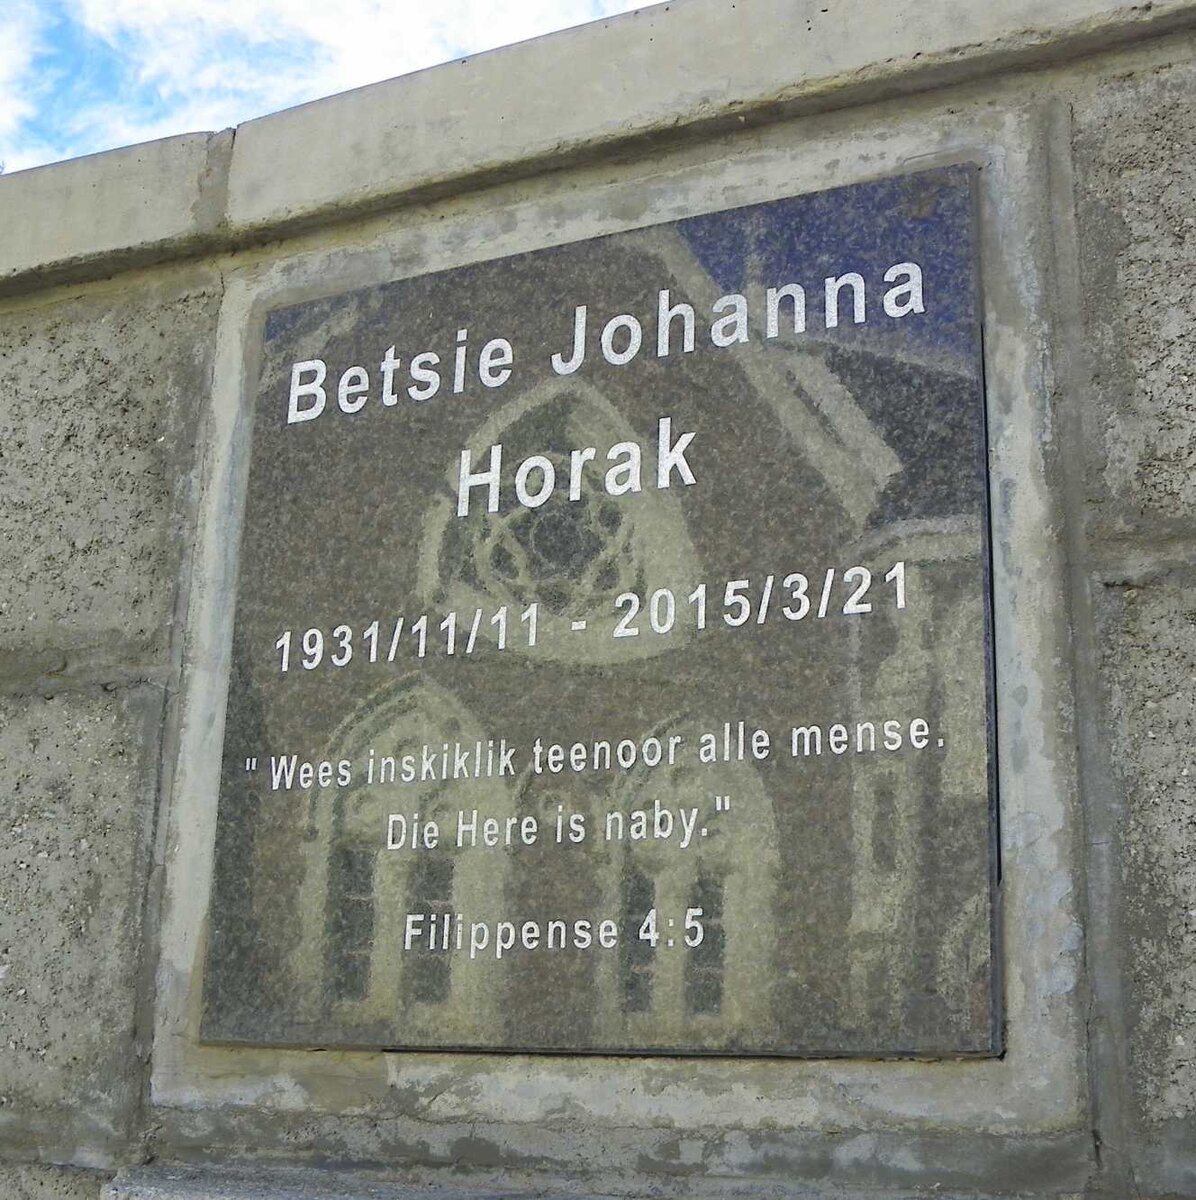 Betsie Johanna
Horak
1931/11/11 - 2015/3/21
"Wees inskiklik teenoor alle mense.
Die Here is naby."
Filippense 4:5